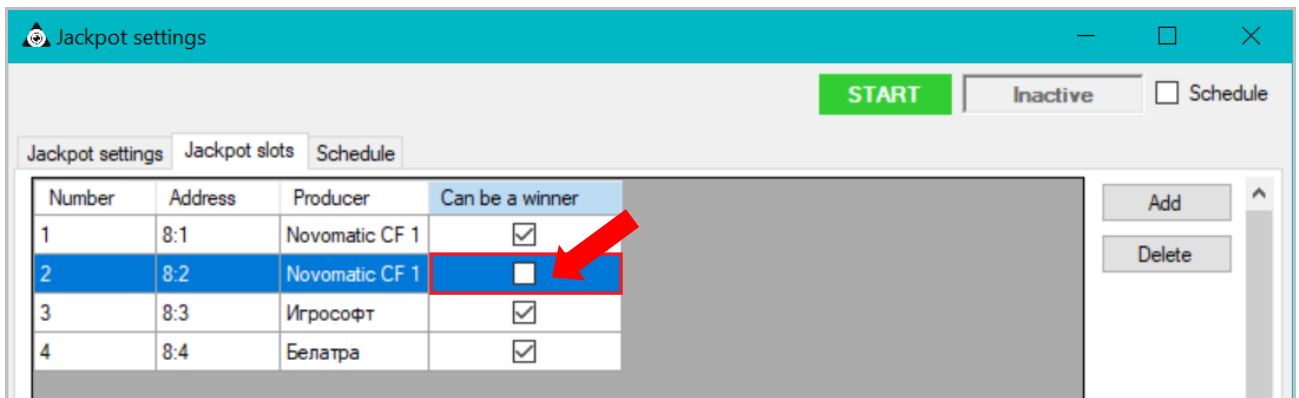 Jackpot settings
START Inactive Schedule
Jackpot settings Jackpot slots Schedule
Number Address Producer Can be a winner Add
1 8:1 Novomatic CF 1
Delete
2 8:2 Novomatic CF 1
3 8:3 Игрософт
4 8:4 Белатра